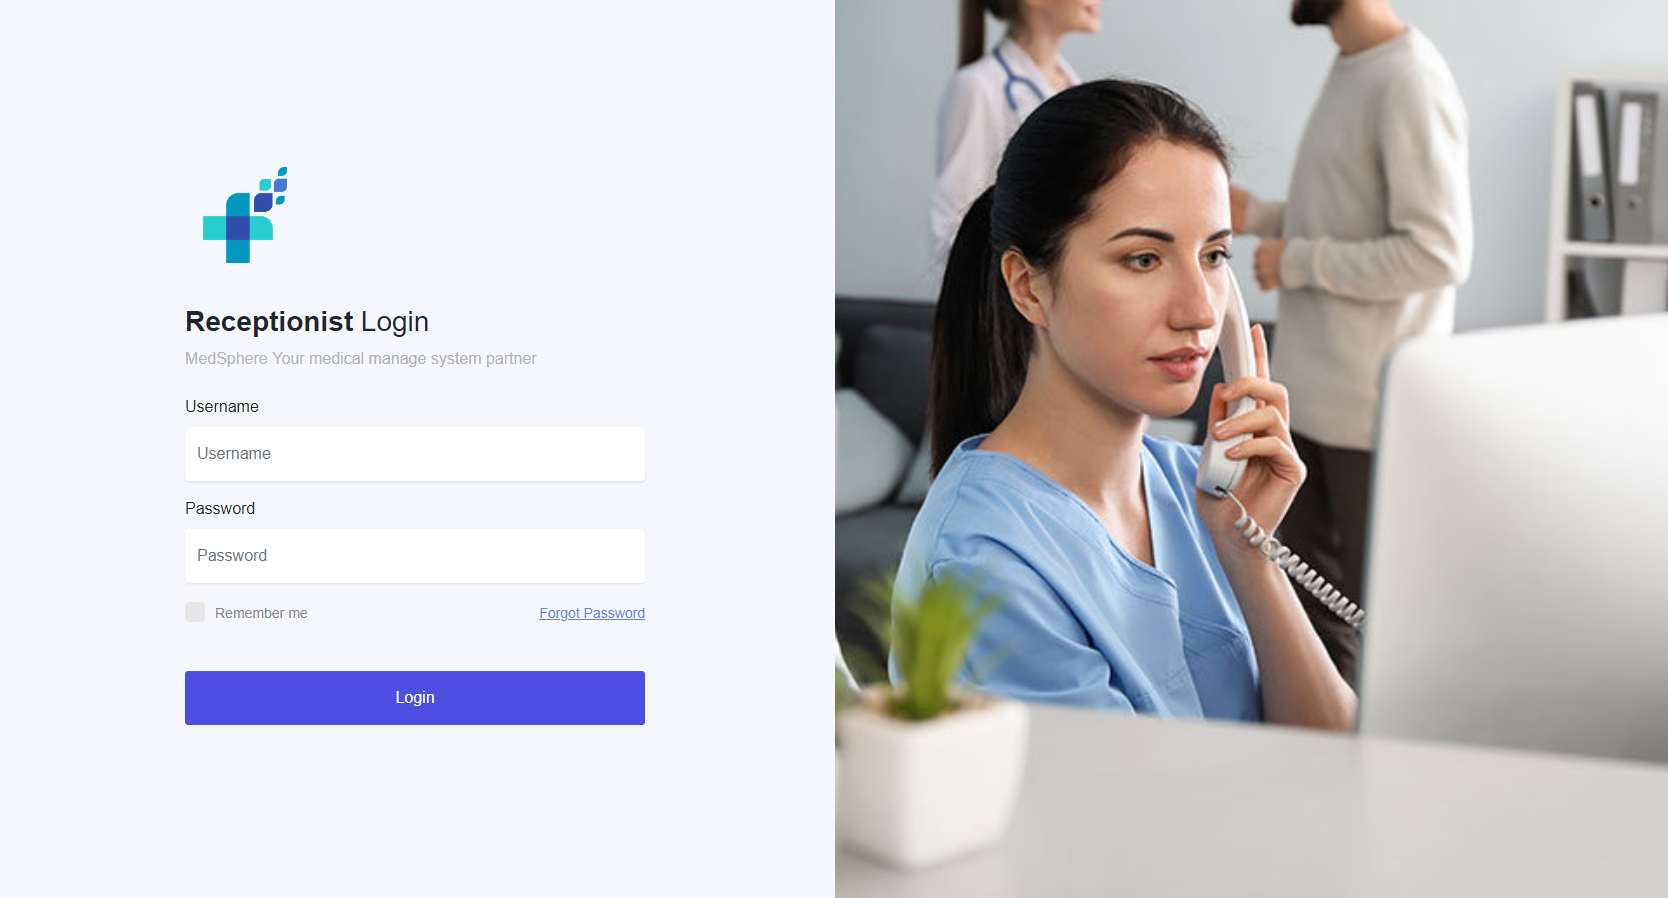 Receptionist Login
MedSphere Your medical manage system partner
Username
Username
Password
Password
Remember me
Forgot Password
Login